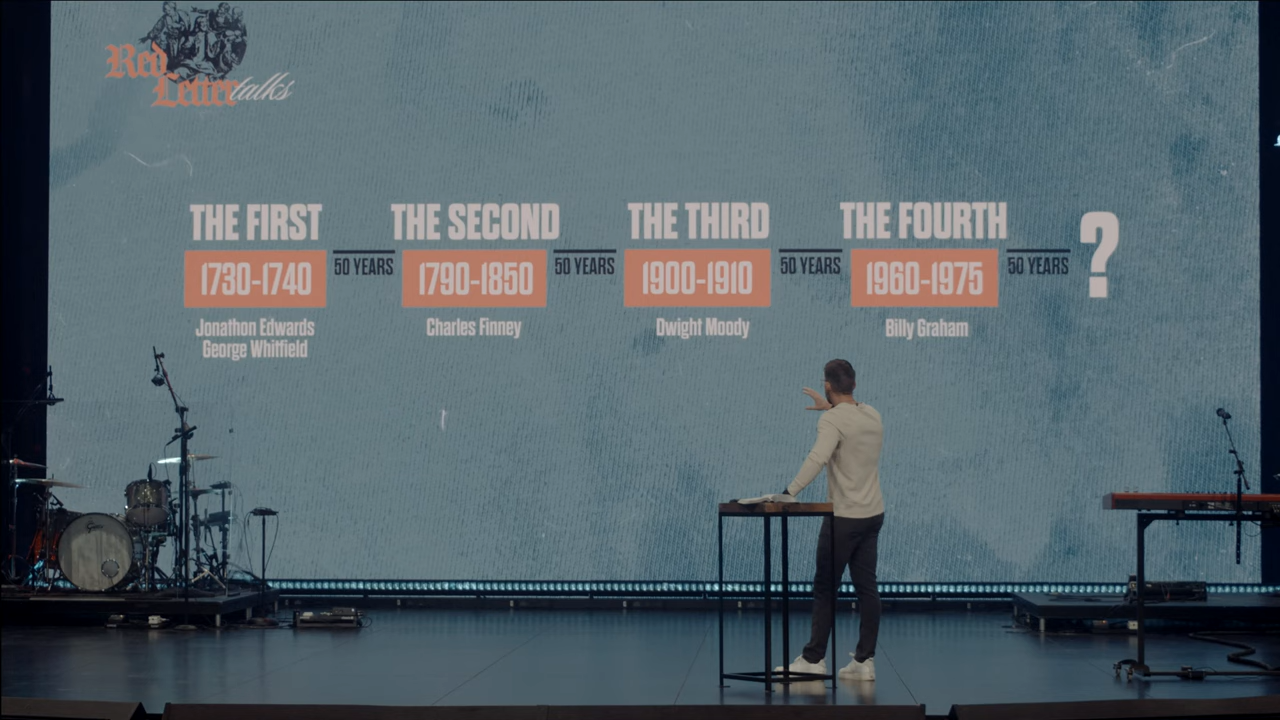 Red
Letter talks
THE FIRST
1730-1740
Jonathon Edwards
George Whitfield
50 YEARS
THE SECOND
1790-1850
Charles Finney
50 YEARS
THE THIRD
1900-1910
Dwight Moody
50 YEARS
THE FOURTH
1960-1975
Billy Graham
50 YEARS
?